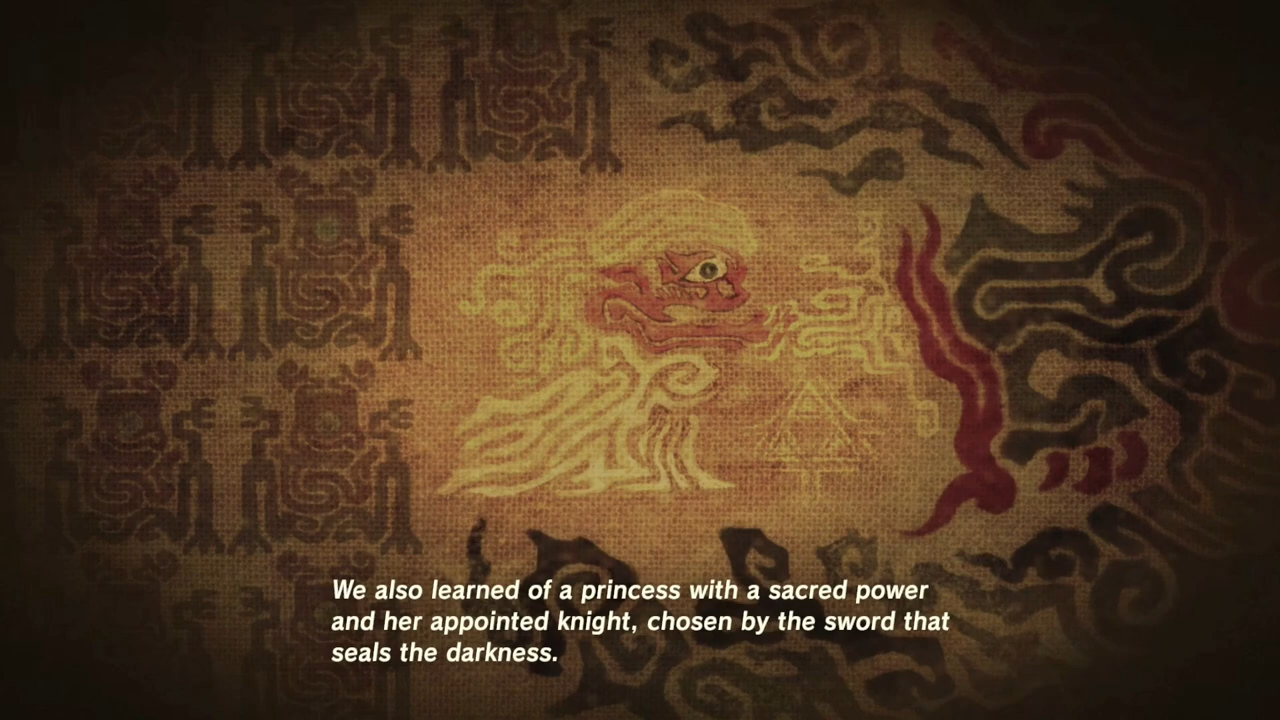 We also learned of a princess with a sacred power
and her appointed knight, chosen by the sword that
seals the darkness.